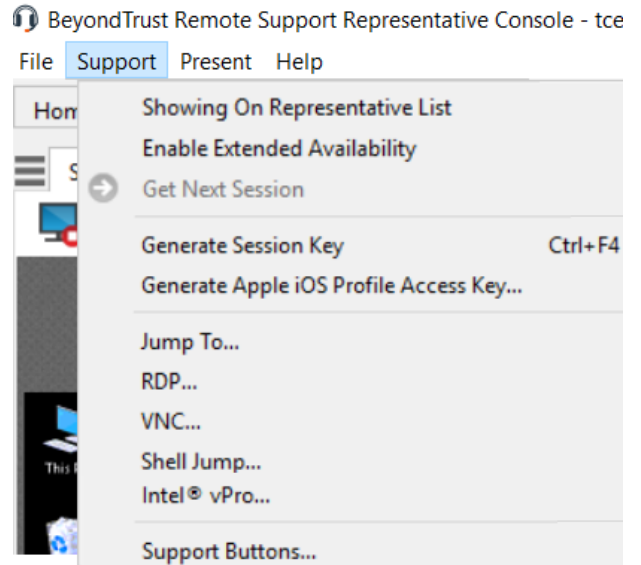 BeyondTrust Remote Support Representative Console - tce
File Support Present Help
Hom
Showing On Representative List
Enable Extended Availability
S
Get Next Session
Generate Session Key Ctrl+F4
Generate Apple iOS Profile Access Key...
Jump To...
RDP...
VNC...
This
Shell Jump...
Intel® vPro...
Support Buttons...